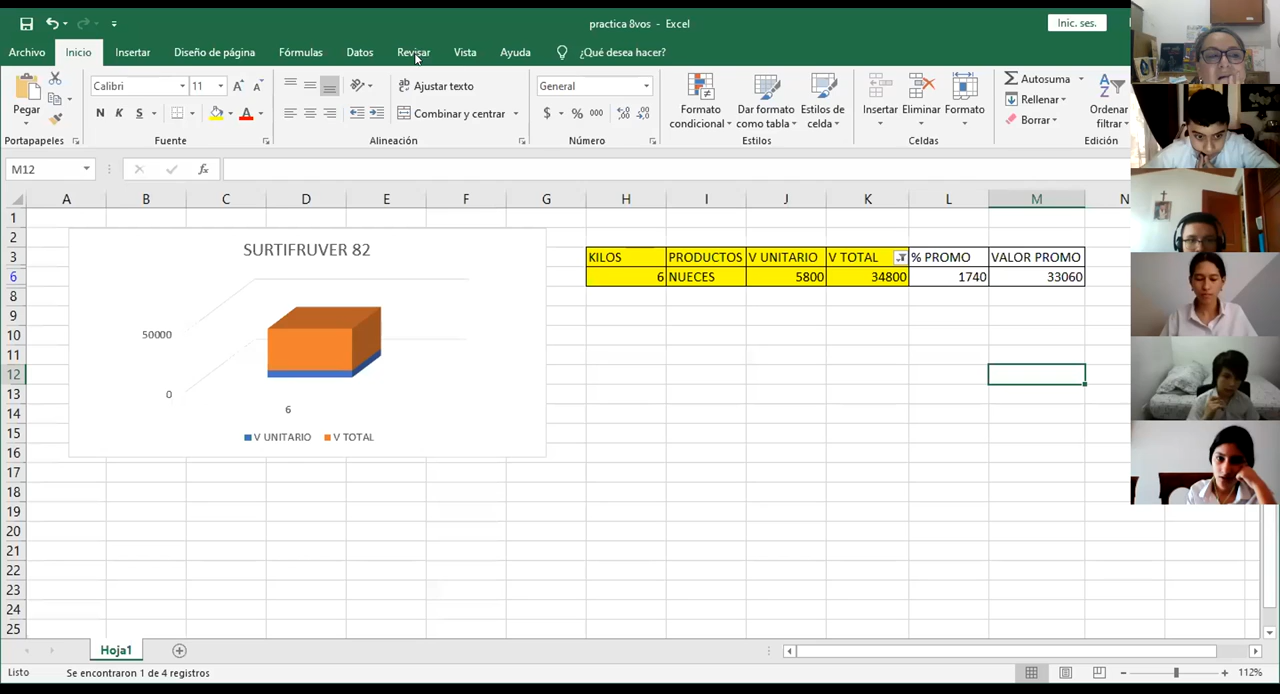 practica 8vos - Excel
Inic. ses.
Archivo Inicio Insertar Diseño de página Fórmulas Datos Revisar Vista Ayuda ¿Qué desea hacer?
Pegar
Calibri 11
N K S
Ajustar texto
Combinar y centrar
General
$ % 000
Formato condicional
Dar formato como tabla
Estilos de celda
Insertar Eliminar Formato
Autosuma
Rellenar
Borrar
Ordenar
filtrar
Portapapeles Fuente Alineación Número Estilos Celdas Edición
M12 fx
A B C D E F G H I J K L M N
1
2
3 KILOS PRODUCTOS V UNITARIO V TOTAL % PROMO VALOR PROMO
6 6 NUECES 5800 34800 1740 33060
8
9
10
11
12
13
14
15
16
17
18
19
20
21
22
23
24
25
SURTIFRUVER 82
50000
0
6
V UNITARIO V TOTAL
Hoja1
Listo Se encontraron 1 de 4 registros 112%